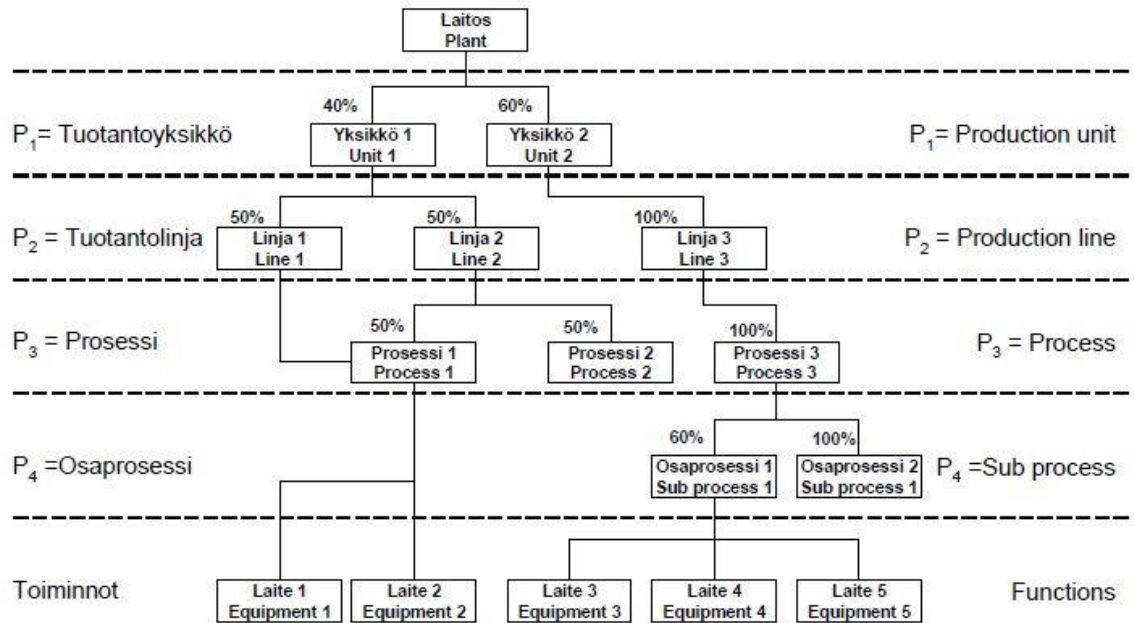 Laitos
Plant
40%
60%
P₁= Tuotantoyksikkö
Yksikkö 1
Unit 1
Yksikkö 2
Unit 2
P₁= Production unit
50%
50%
100%
P₂ = Tuotantolinja
Linja 1
Line 1
Linja 2
Line 2
Linja 3
Line 3
P₂ = Production line
50%
50%
100%
P₃ = Prosessi
Prosessi 1
Process 1
Prosessi 2
Process 2
Prosessi 3
Process 3
P₃ = Process
60%
100%
P₄ =Osaprosessi
Osaprosessi 1
Sub process 1
Osaprosessi 2
Sub process 1
P₄ =Sub process
Toiminnot
Laite 1
Equipment 1
Laite 2
Equipment 2
Laite 3
Equipment 3
Laite 4
Equipment 4
Laite 5
Equipment 5
Functions